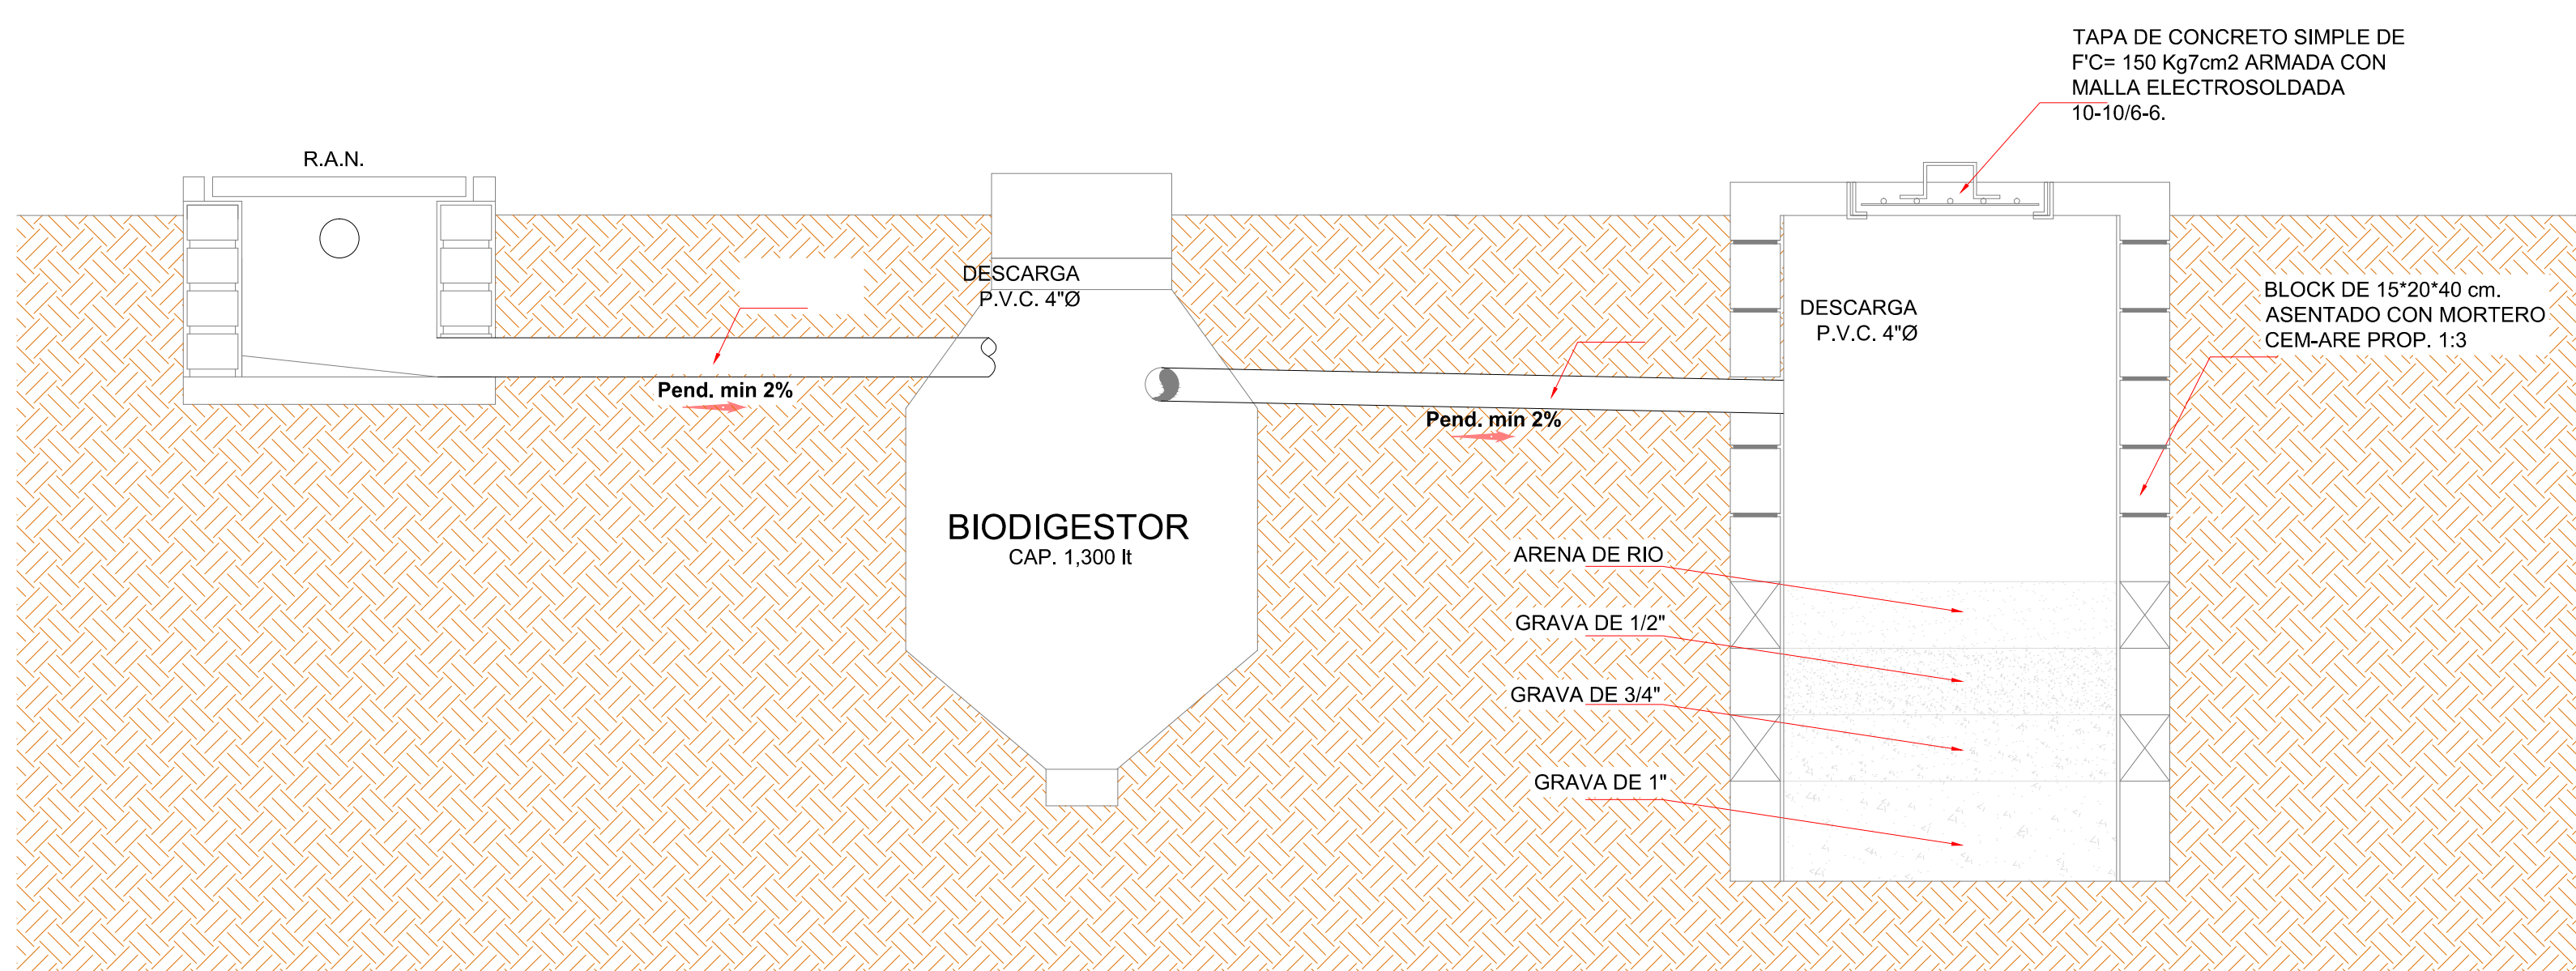 TAPA DE CONCRETO SIMPLE DE
F'C= 150 Kg7cm2 ARMADA CON
MALLA ELECTROSOLDADA
10-10/6-6.
R.A.N.
DESCARGA
P.V.C. 4"Ø
Pend. min 2%
BIODIGESTOR
CAP. 1,300 lt
Pend. min 2%
DESCARGA
P.V.C. 4"Ø
BLOCK DE 15*20*40 cm.
ASENTADO CON MORTERO
CEM-ARE PROP. 1:3
ARENA DE RIO
GRAVA DE 1/2"
GRAVA DE 3/4"
GRAVA DE 1"